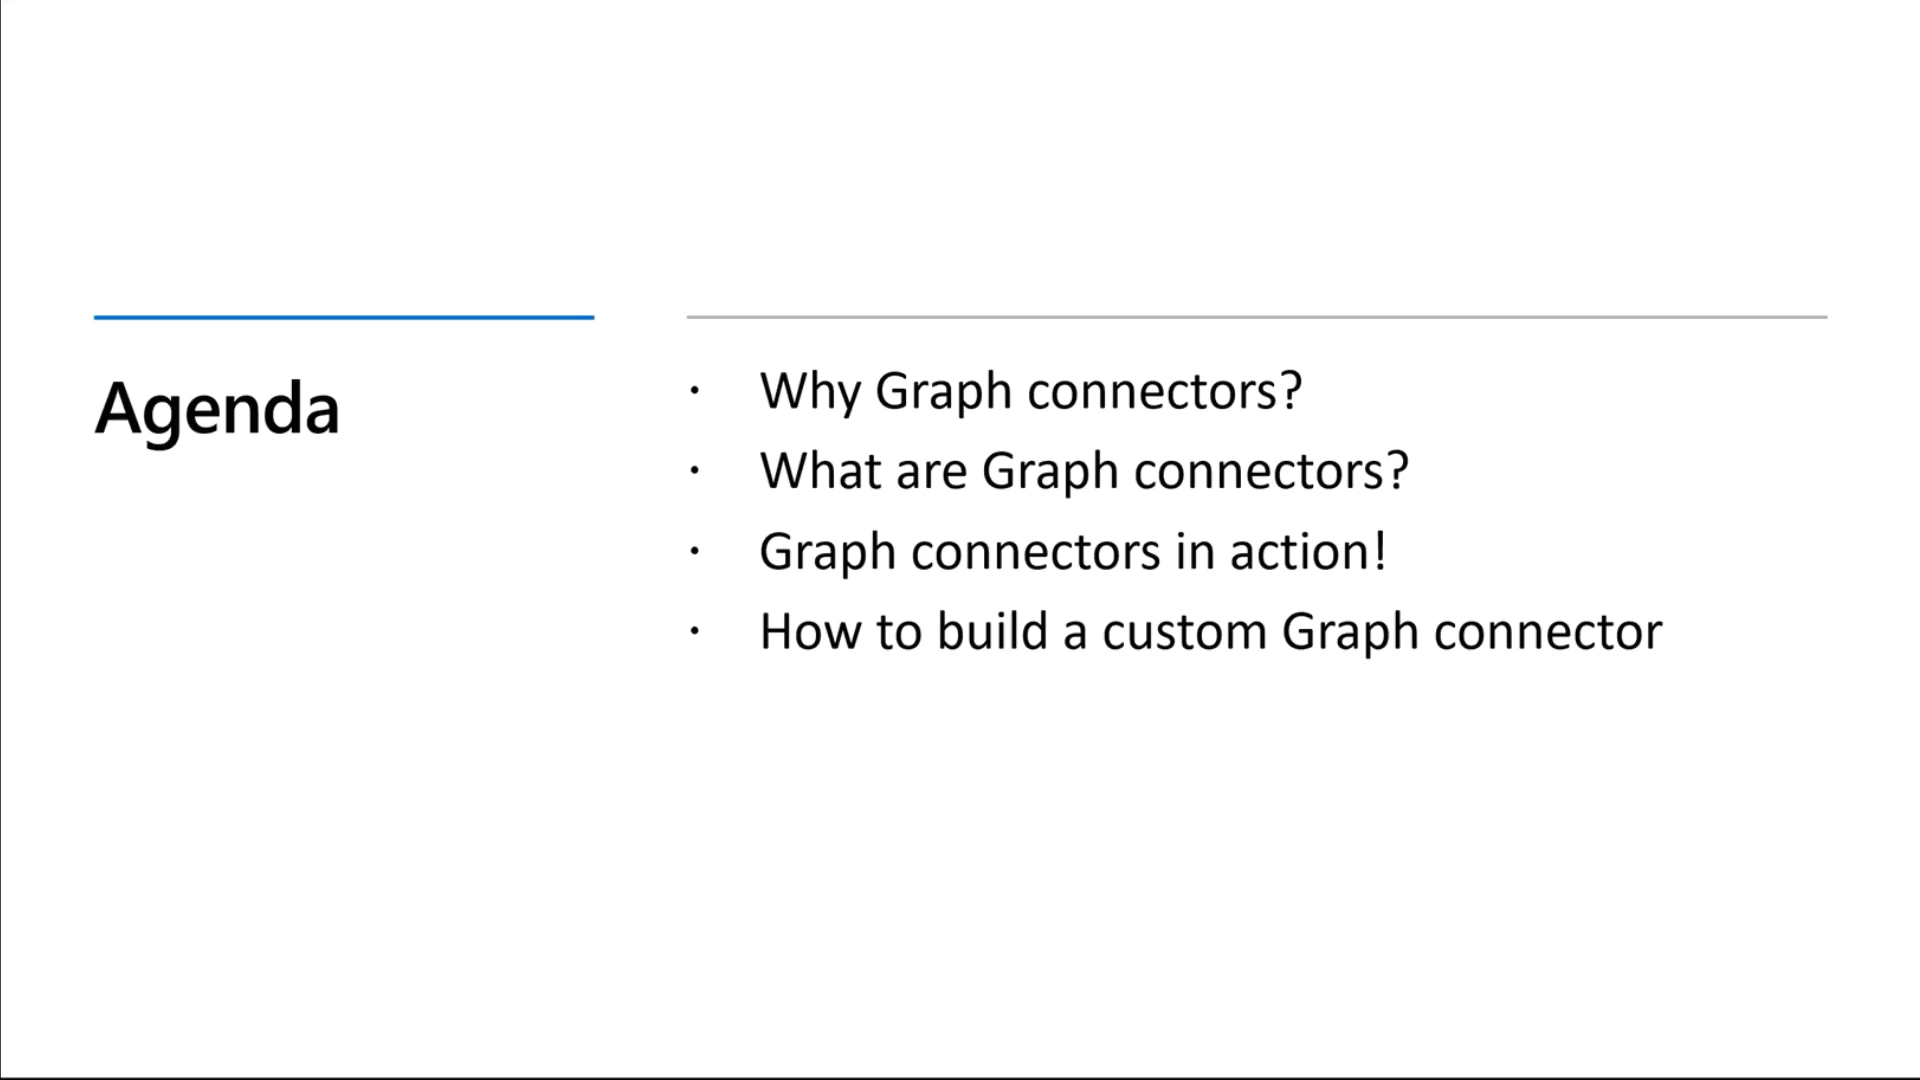 Agenda
· Why Graph connectors?
· What are Graph connectors?
· Graph connectors in action!
· How to build a custom Graph connector